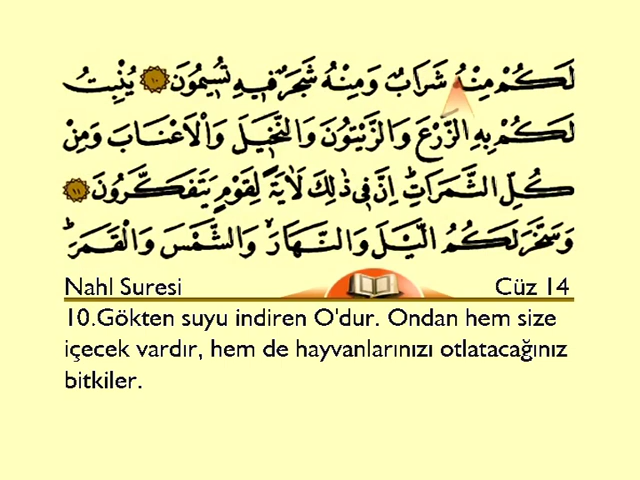 لَكُمْ مِنْهُ شَرَابٌ وَمِنْهُ شَجَرٌ فٖيهِ تُسٖيمُونَ ﴿١٠﴾ يُنْبِتُ
لَكُمْ بِهِ الزَّرْعَ وَالزَّيْتُونَ وَالنَّخٖيلَ وَالْاَعْنَابَ وَمِنْ
كُلِّ الثَّمَرَاتِؕ اِنَّ فٖي ذٰلِكَ لَاٰيَةً لِقَوْمٍ يَتَفَكَّرُونَ ﴿١١﴾
وَسَخَّرَ لَكُمُ الَّيْلَ وَالنَّهَارَۙ وَالشَّمْسَ وَالْقَمَرَؕ
Nahl Suresi Cüz 14
10.Gökten suyu indiren O'dur. Ondan hem size
içecek vardır, hem de hayvanlarınızı otlatacağınız
bitkiler.